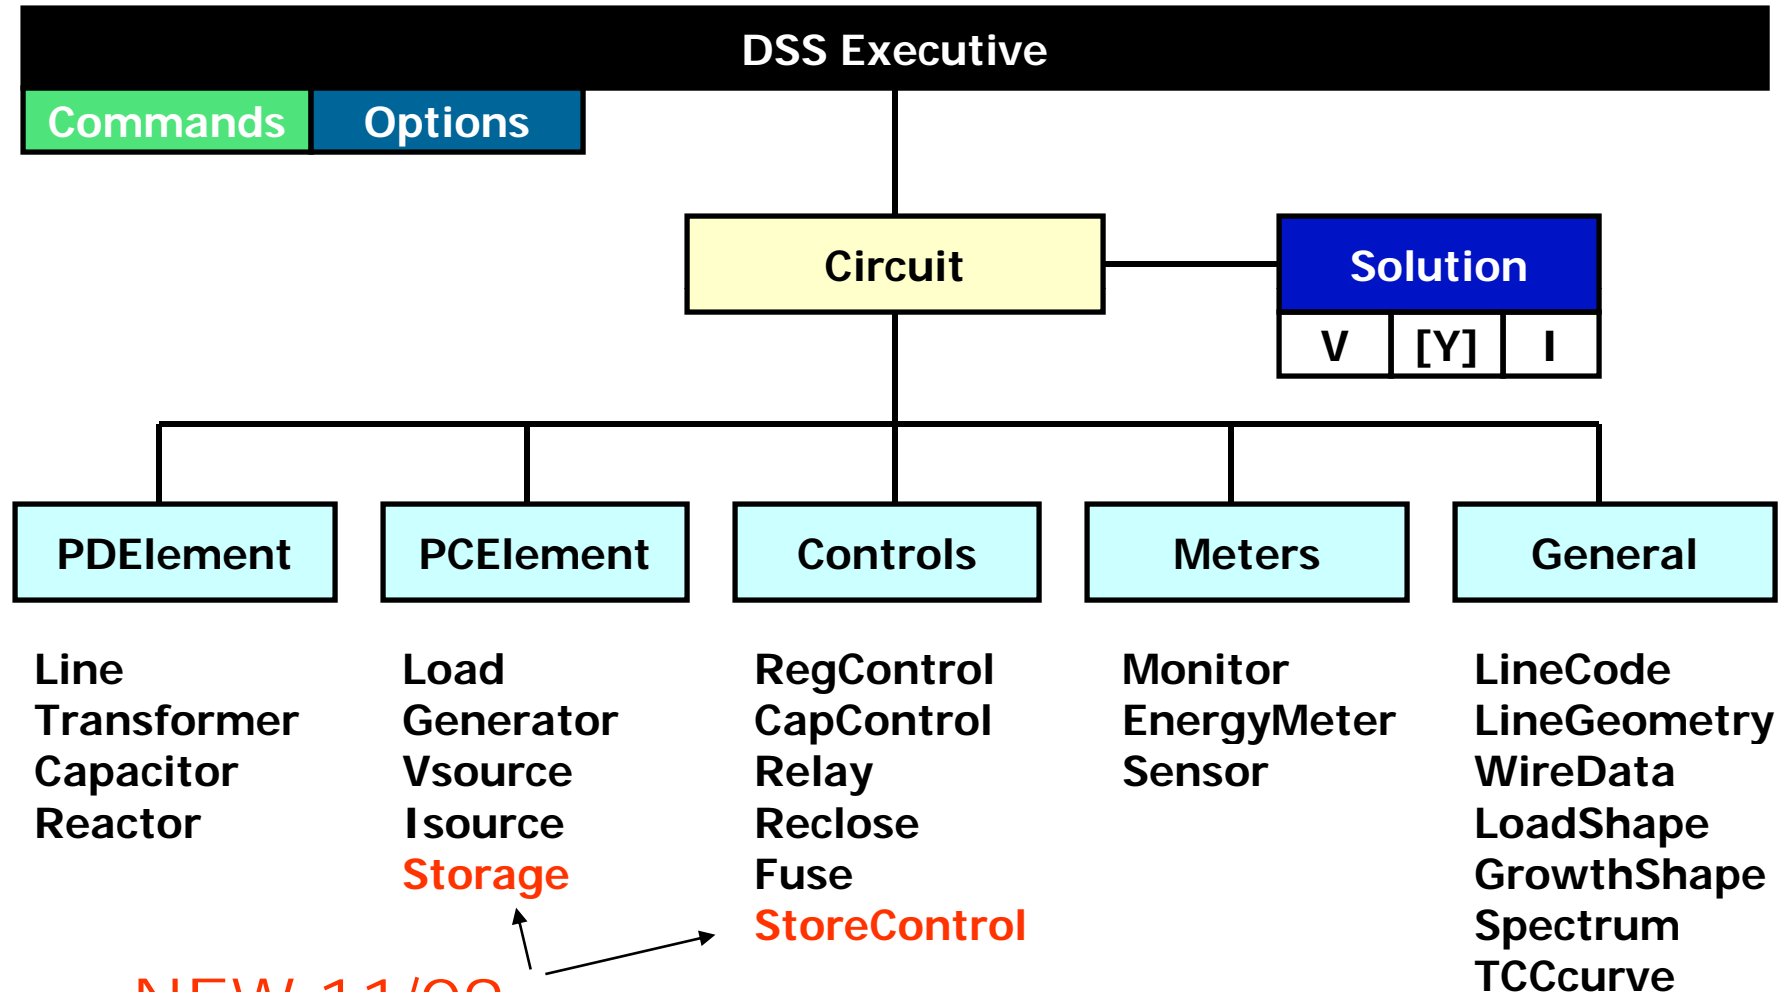 DSS Executive
Commands
Options
Circuit
Solution
V
[Y]
I
PDElement
PCElement
Controls
Meters
General
Line
Transformer
Capacitor
Reactor
Load
Generator
Vsource
Isource
Storage
RegControl
CapControl
Relay
Reclose
Fuse
StoreControl
Monitor
EnergyMeter
Sensor
LineCode
LineGeometry
WireData
LoadShape
GrowthShape
Spectrum
TCCcurve
NEW